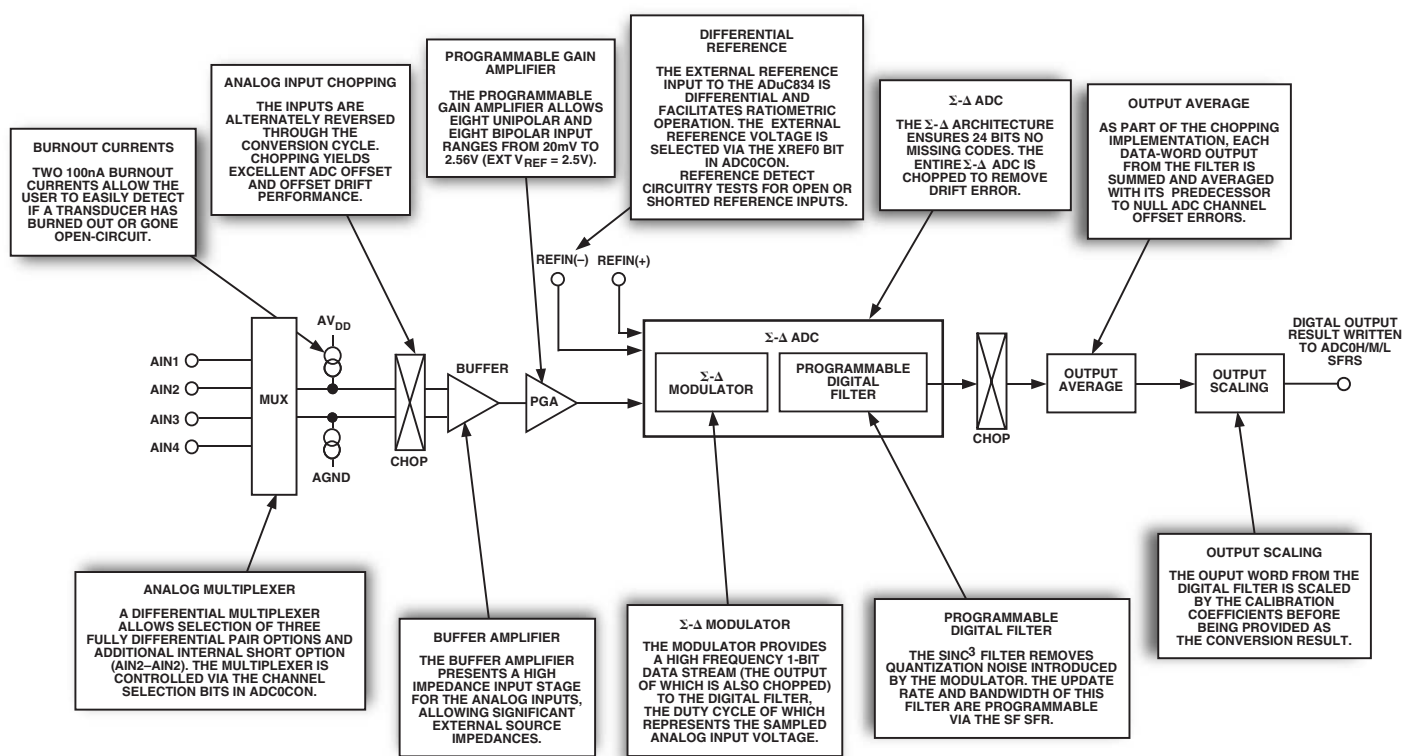 DIFFERENTIAL
REFERENCE
THE EXTERNAL REFERENCE
INPUT TO THE ADuC834 IS
DIFFERENTIAL AND
FACILITATES RATIOMETRIC
OPERATION. THE EXTERNAL
REFERENCE VOLTAGE IS
SELECTED VIA THE XREF0 BIT
IN ADC0CON.
REFERENCE DETECT
CIRCUITRY TESTS FOR OPEN OR
SHORTED REFERENCE INPUTS.
PROGRAMMABLE GAIN
AMPLIFIER
THE PROGRAMMABLE
GAIN AMPLIFIER ALLOWS
EIGHT UNIPOLAR AND
EIGHT BIPOLAR INPUT
RANGES FROM 20mV TO
2.56V (EXT VREF = 2.5V).
ANALOG INPUT CHOPPING
THE INPUTS ARE
ALTERNATELY REVERSED
THROUGH THE
CONVERSION CYCLE.
CHOPPING YIELDS
EXCELLENT ADC OFFSET
AND OFFSET DRIFT
PERFORMANCE.
BURNOUT CURRENTS
TWO 100nA BURNOUT
CURRENTS ALLOW THE
USER TO EASILY DETECT
IF A TRANSDUCER HAS
BURNED OUT OR GONE
OPEN-CIRCUIT.
Σ-Δ ADC
THE Σ-Δ ARCHITECTURE
ENSURES 24 BITS NO
MISSING CODES. THE
ENTIRE Σ-Δ ADC IS
CHOPPED TO REMOVE
DRIFT ERROR.
OUTPUT AVERAGE
AS PART OF THE CHOPPING
IMPLEMENTATION, EACH
DATA-WORD OUTPUT
FROM THE FILTER IS
SUMMED AND AVERAGED
WITH ITS PREDECESSOR
TO NULL ADC CHANNEL
OFFSET ERRORS.
REFIN(–)
REFIN(+)
AVDD
AIN1
AIN2
AIN3
AIN4
MUX
AGND
CHOP
BUFFER
PGA
Σ-Δ ADC
Σ-Δ
MODULATOR
PROGRAMMABLE
DIGITAL
FILTER
CHOP
OUTPUT
AVERAGE
OUTPUT
SCALING
DIGTAL OUTPUT
RESULT WRITTEN
TO ADC0H/M/L
SFRS
ANALOG MULTIPLEXER
A DIFFERENTIAL MULTIPLEXER
ALLOWS SELECTION OF THREE
FULLY DIFFERENTIAL PAIR OPTIONS AND
ADDITIONAL INTERNAL SHORT OPTION
(AIN2–AIN2). THE MULTIPLEXER IS
CONTROLLED VIA THE CHANNEL
SELECTION BITS IN ADC0CON.
BUFFER AMPLIFIER
THE BUFFER AMPLIFIER
PRESENTS A HIGH
IMPEDANCE INPUT STAGE
FOR THE ANALOG INPUTS,
ALLOWING SIGNIFICANT
EXTERNAL SOURCE
IMPEDANCES.
Σ-Δ MODULATOR
THE MODULATOR PROVIDES
A HIGH FREQUENCY 1-BIT
DATA STREAM (THE OUTPUT
OF WHICH IS ALSO CHOPPED)
TO THE DIGITAL FILTER,
THE DUTY CYCLE OF WHICH
REPRESENTS THE SAMPLED
ANALOG INPUT VOLTAGE.
PROGRAMMABLE
DIGITAL FILTER
THE SINC³ FILTER REMOVES
QUANTIZATION NOISE INTRODUCED
BY THE MODULATOR. THE UPDATE
RATE AND BANDWIDTH OF THIS
FILTER ARE PROGRAMMABLE
VIA THE SF SFR.
OUTPUT SCALING
THE OUPUT WORD FROM THE
DIGITAL FILTER IS SCALED
BY THE CALIBRATION
COEFFICIENTS BEFORE
BEING PROVIDED AS
THE CONVERSION RESULT.